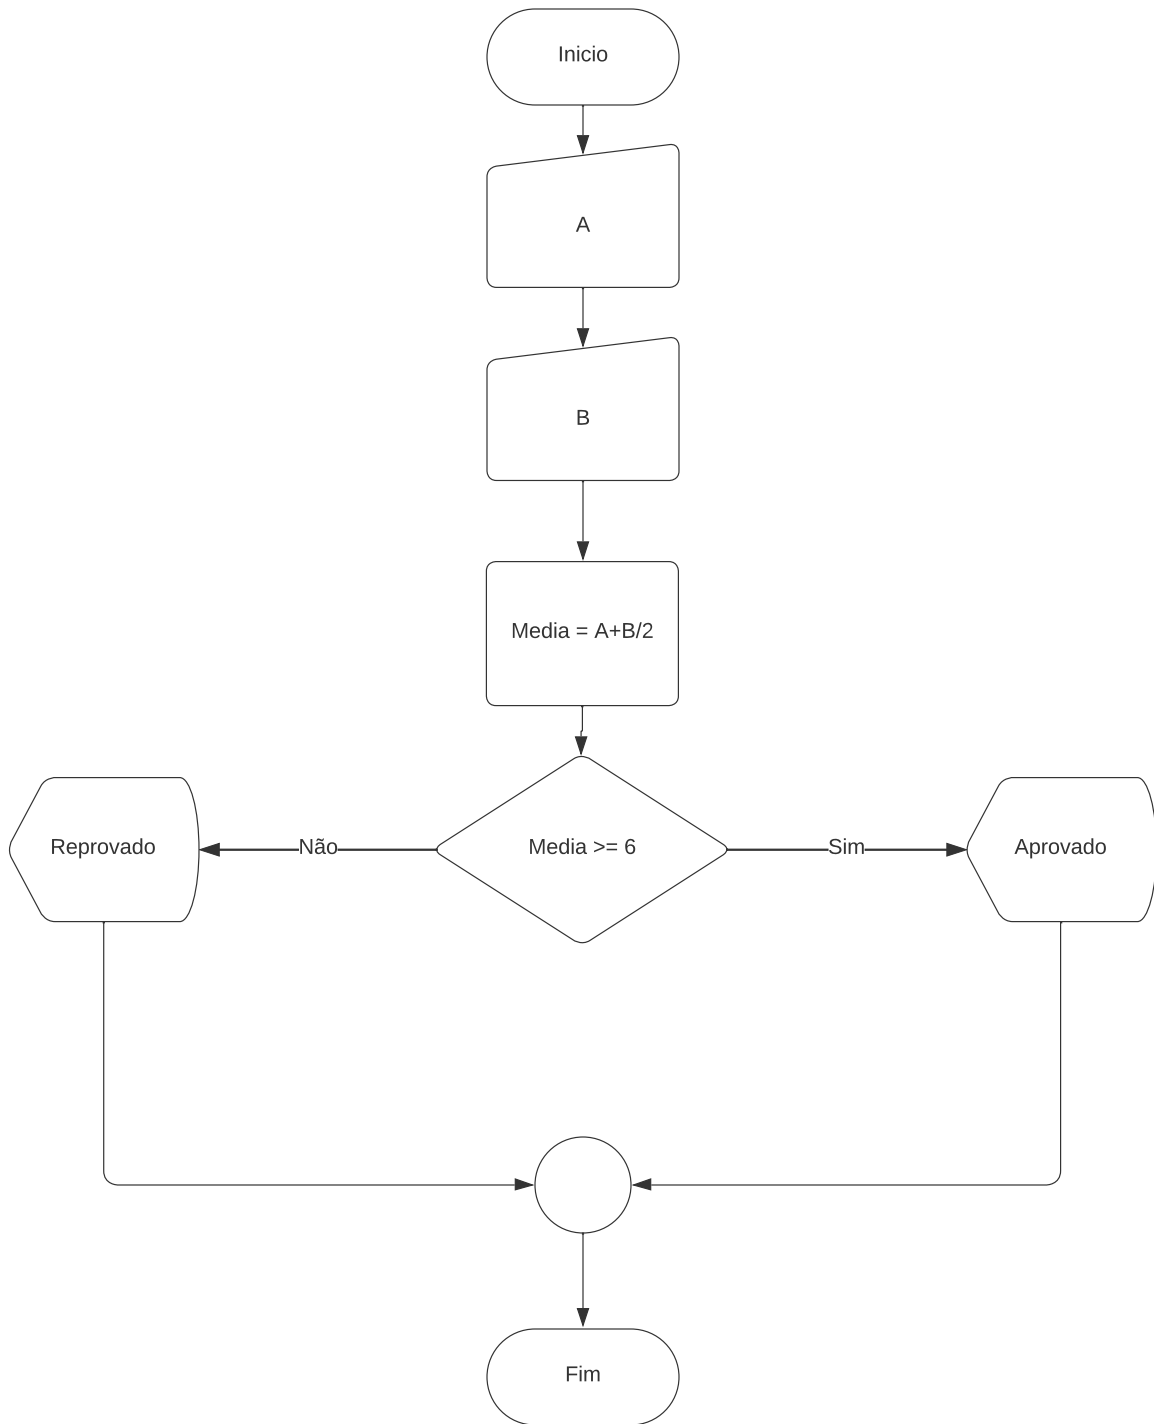 Inicio
A
B
Media = A+B/2
Reprovado
Não
Media >= 6
Sim
Aprovado
Fim